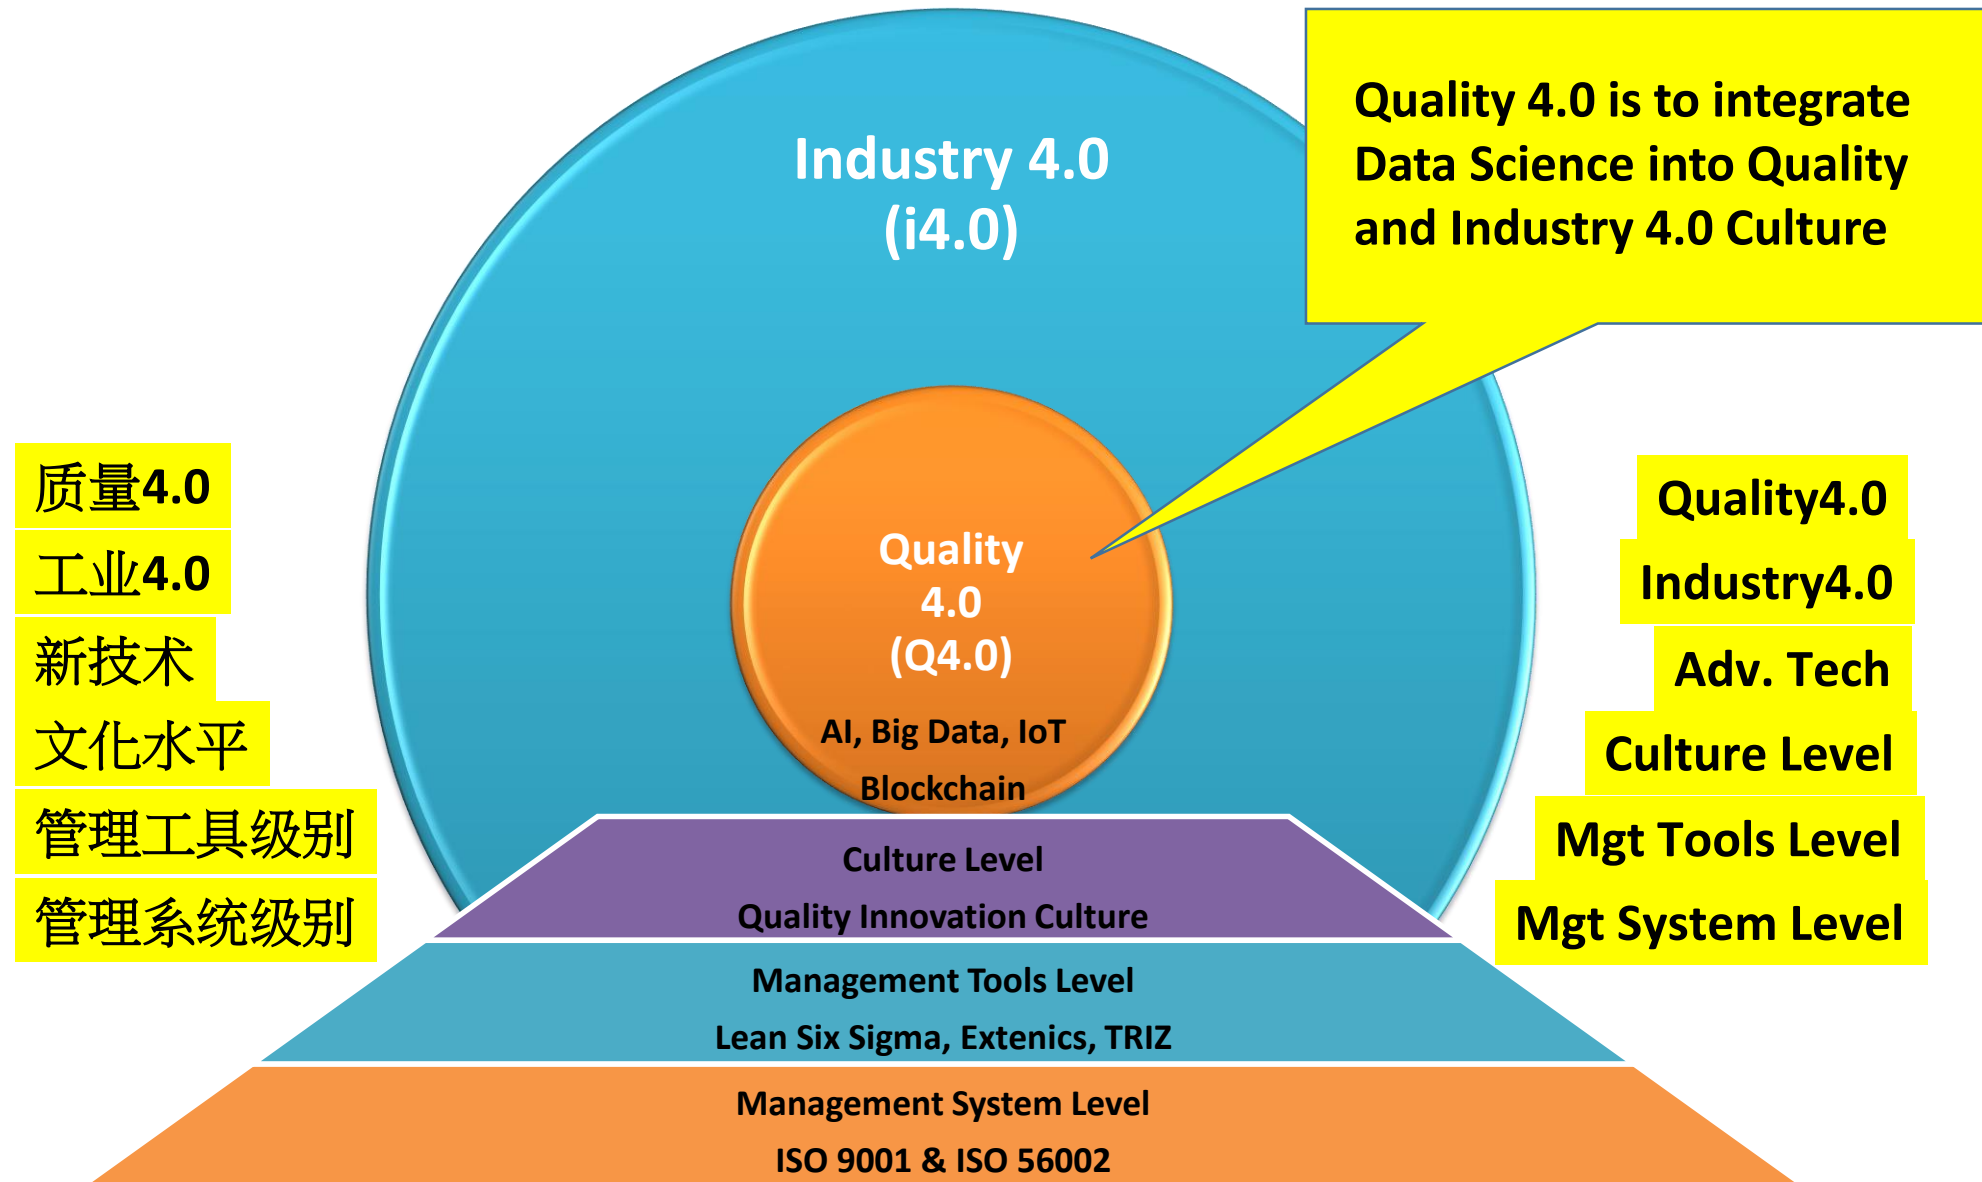 Industry 4.0
(i4.0)
Quality 4.0 is to integrate
Data Science into Quality
and Industry 4.0 Culture
质量4.0
工业4.0
新技术
文化水平
管理工具级别
管理系统级别
Quality
4.0
(Q4.0)
AI, Big Data, IoT
Blockchain
Quality4.0
Industry4.0
Adv. Tech
Culture Level
Mgt Tools Level
Mgt System Level
Culture Level
Quality Innovation Culture
Management Tools Level
Lean Six Sigma, Extenics, TRIZ
Management System Level
ISO 9001 & ISO 56002